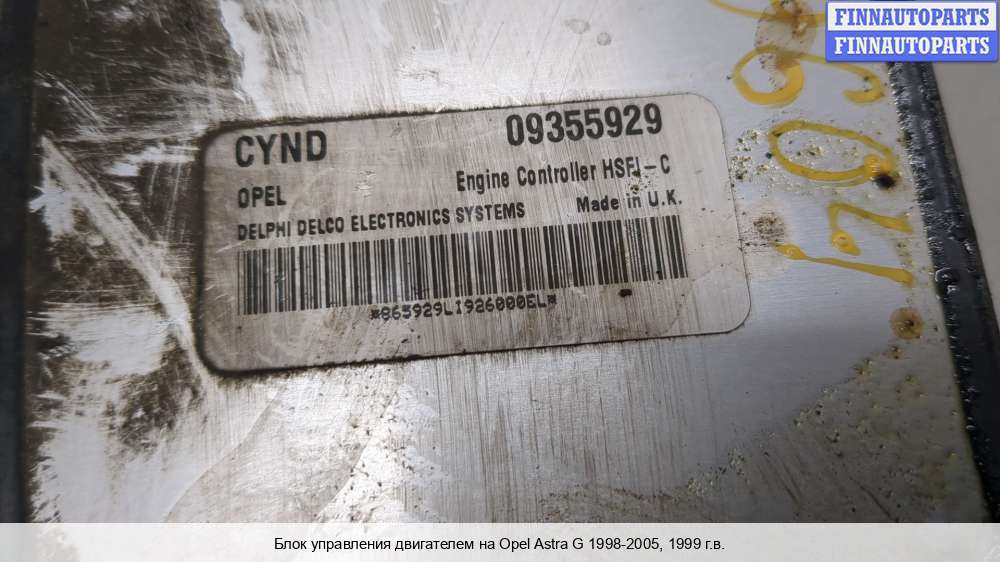 FINNAUTOPARTS
FINNAUTOPARTS
CYND 09355929
OPEL Engine Controller HSFI-C
DELPHI DELCO ELECTRONICS SYSTEMS Made in U.K.
*865929LI926000EL*
Блок управления двигателем на Opel Astra G 1998-2005, 1999 г.в.